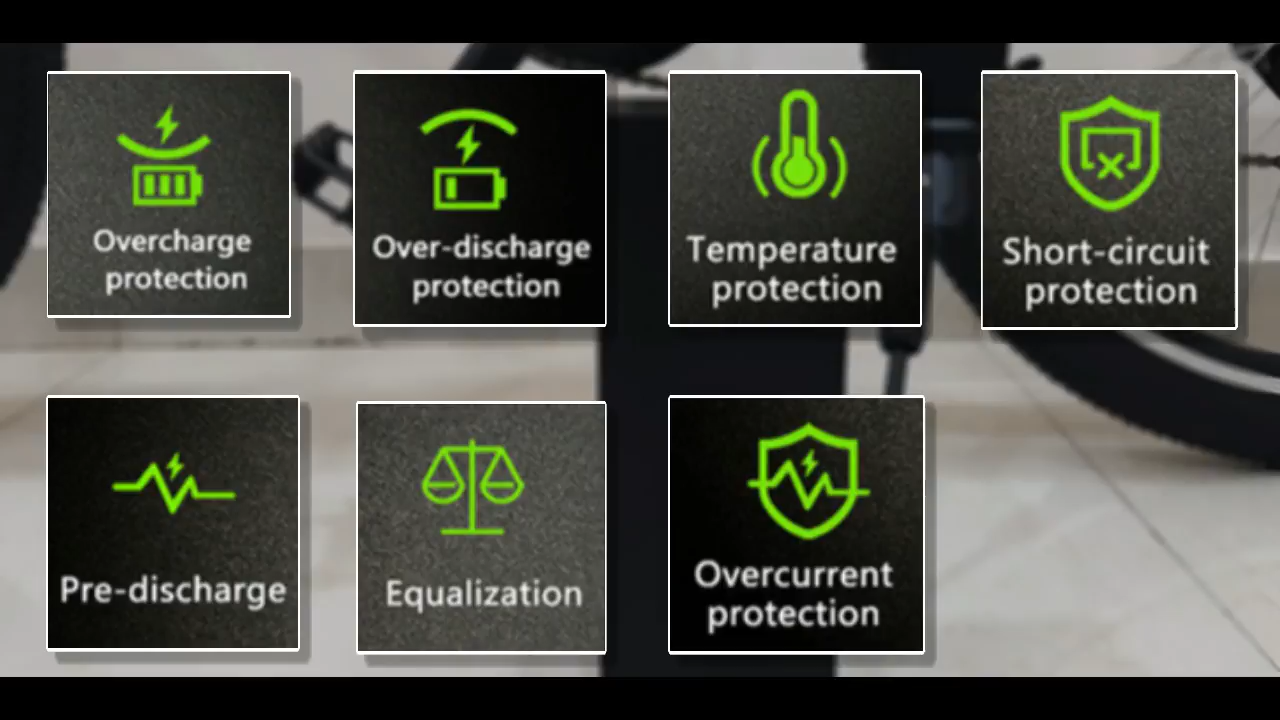 Overcharge
protection
Over-discharge
protection
Temperature
protection
Short-circuit
protection
Pre-discharge
Equalization
Overcurrent
protection